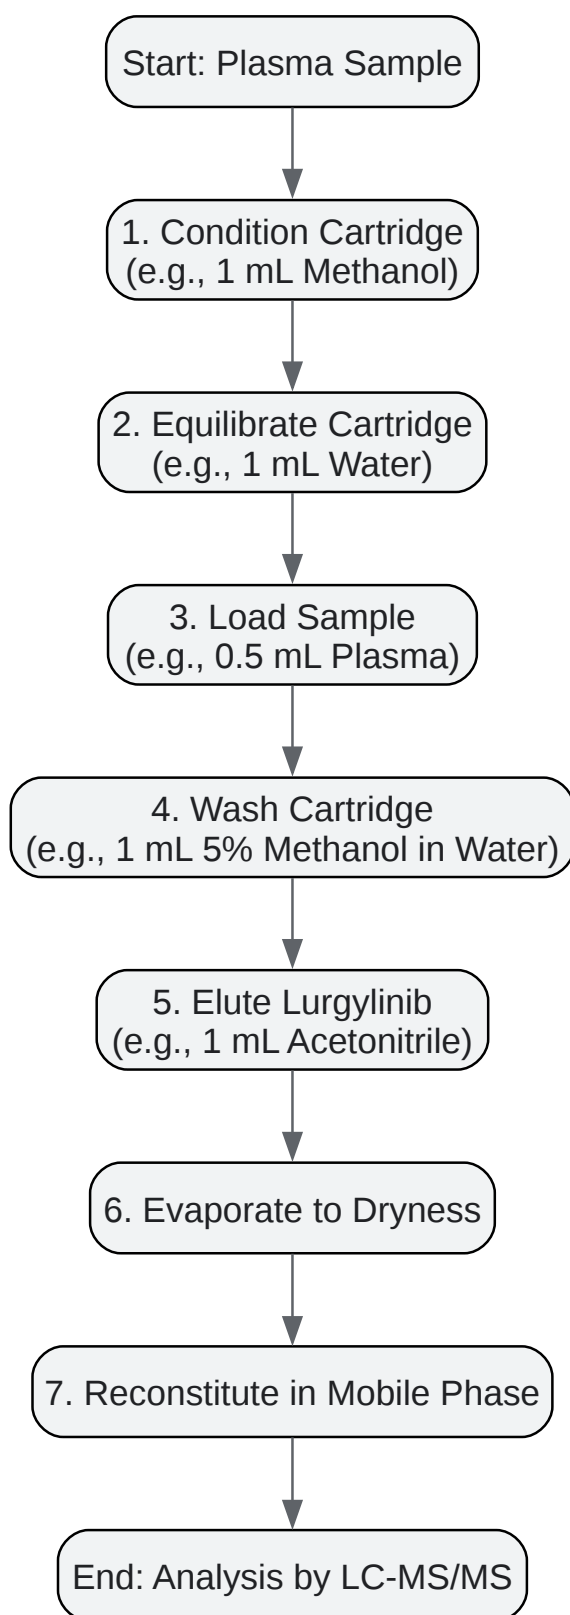 Start: Plasma Sample
1. Condition Cartridge
(e.g., 1 mL Methanol)
2. Equilibrate Cartridge
(e.g., 1 mL Water)
3. Load Sample
(e.g., 0.5 mL Plasma)
4. Wash Cartridge
(e.g., 1 mL 5% Methanol in Water)
5. Elute Lurgylinib
(e.g., 1 mL Acetonitrile)
6. Evaporate to Dryness
7. Reconstitute in Mobile Phase
End: Analysis by LC-MS/MS